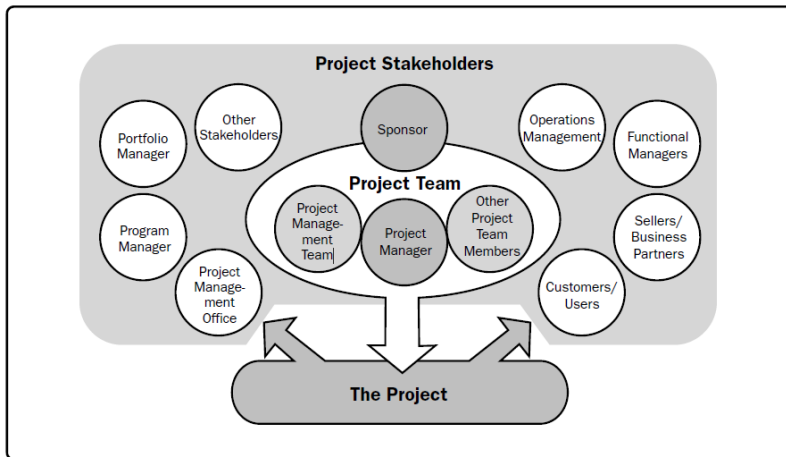 Project Stakeholders
Other
Stakeholders
Portfolio
Manager
Sponsor
Operations
Management
Functional
Managers
Project Team
Project
Manage-
ment
Team
Project
Manager
Other
Project
Team
Members
Program
Manager
Project
Manage-
ment
Office
Sellers/
Business
Partners
Customers/
Users
The Project